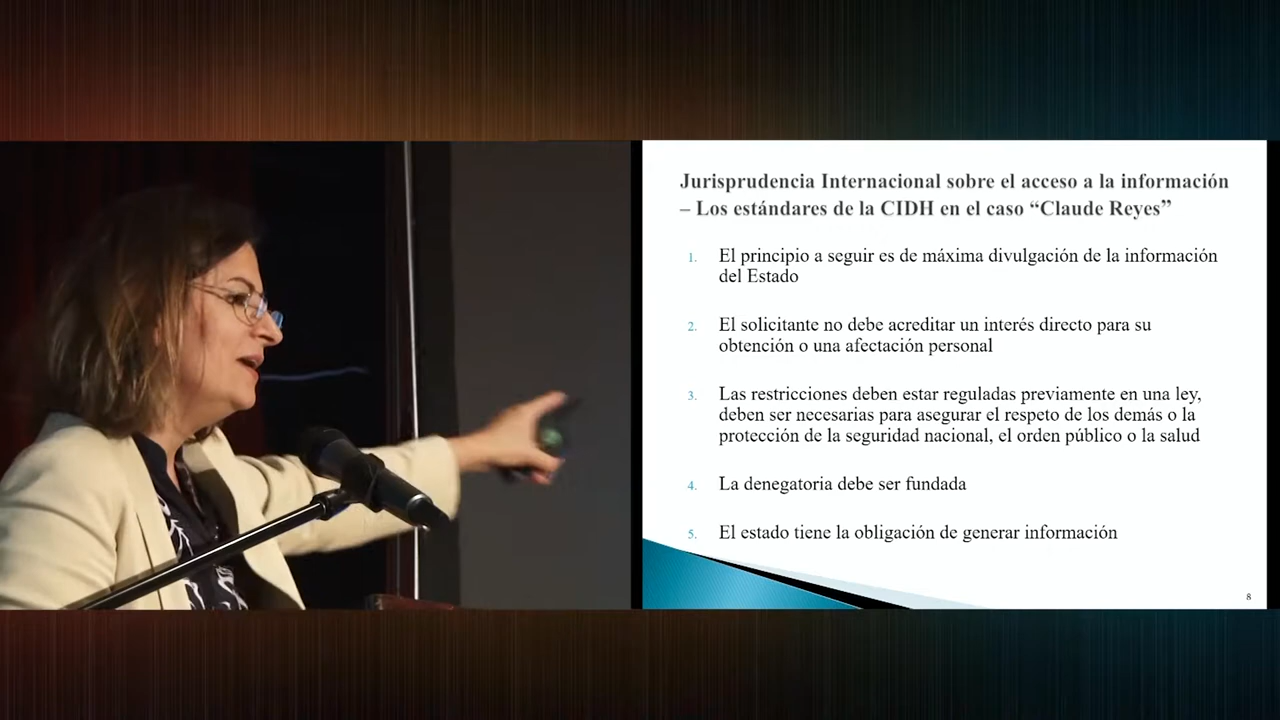 Jurisprudencia Internacional sobre el acceso a la información
– Los estándares de la CIDH en el caso “Claude Reyes”
1. El principio a seguir es de máxima divulgación de la información
del Estado
2. El solicitante no debe acreditar un interés directo para su
obtención o una afectación personal
3. Las restricciones deben estar reguladas previamente en una ley,
deben ser necesarias para asegurar el respeto de los demás o la
protección de la seguridad nacional, el orden público o la salud
4. La denegatoria debe ser fundada
5. El estado tiene la obligación de generar información
8